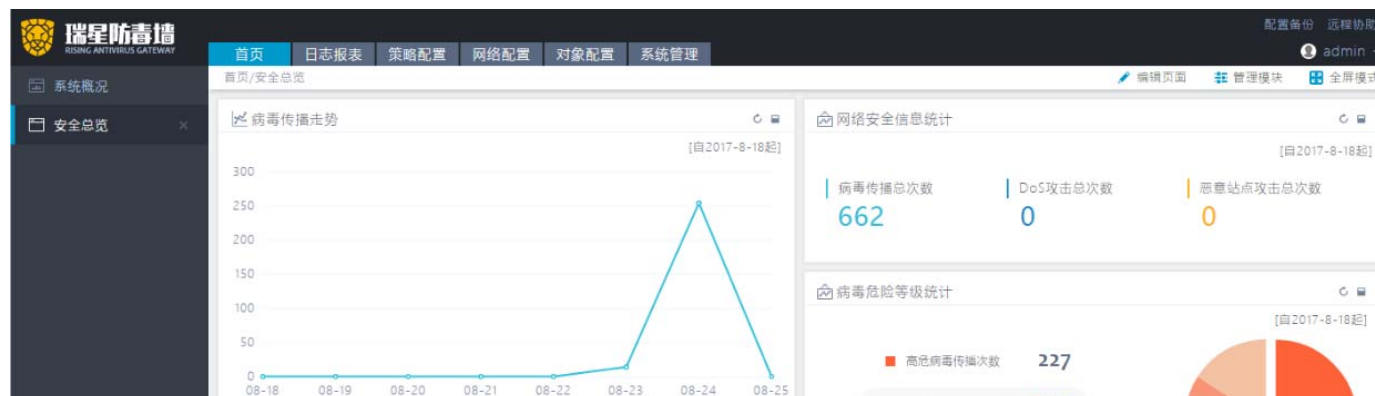 瑞星防毒墙
RISING ANTIVIRUS GATEWAY
配置备份 远程协助
首页 日志报表 策略配置 网络配置 对象配置 系统管理
admin
系统概况
安全总览 ×
首页/安全总览
编辑页面 管理模块 全屏模式
病毒传播走势
[自2017-8-18起]
300
250
200
150
100
50
0
08-18 08-19 08-20 08-21 08-22 08-23 08-24 08-25
网络安全信息统计
[自2017-8-18起]
病毒传播总次数 DoS攻击总次数 恶意站点攻击总次数
662 0 0
病毒危险等级统计
[自2017-8-18起]
高危病毒传播次数 227